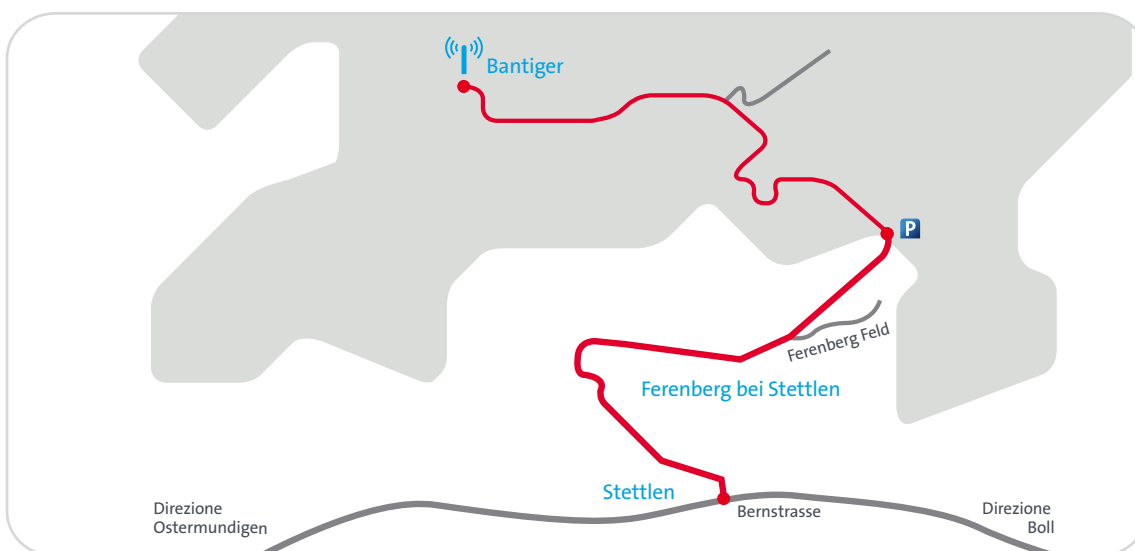 Bantiger
P
Ferenberg Feld
Ferenberg bei Stettlen
Stettlen
Bernstrasse
Direzione
Ostermundigen
Direzione
Boll